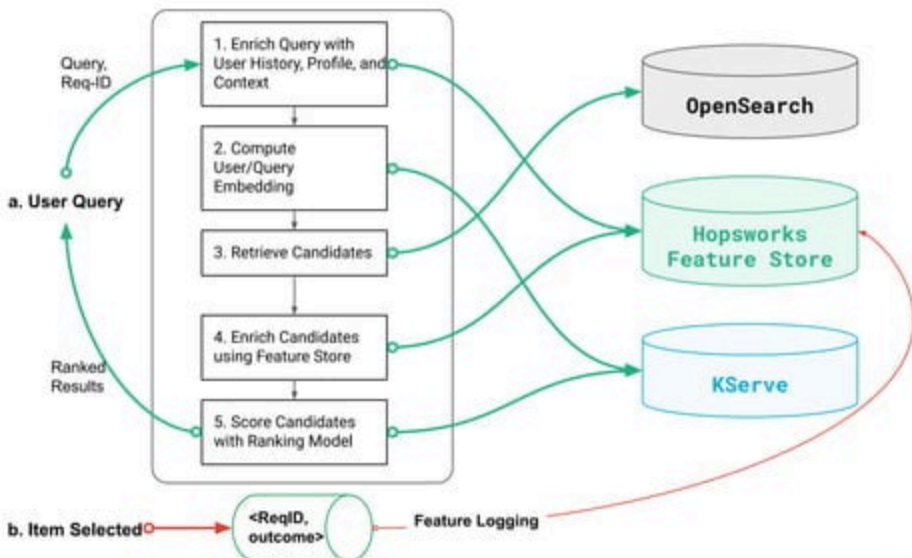 Query,
Req-ID
a. User Query
Ranked
Results
1. Enrich Query with
User History, Profile, and
Context
2. Compute
User/Query
Embedding
3. Retrieve Candidates
4. Enrich Candidates
using Feature Store
5. Score Candidates
with Ranking Model
OpenSearch
Hopsworks
Feature Store
KServe
b. Item Selected
<ReqID,
outcome>
Feature Logging